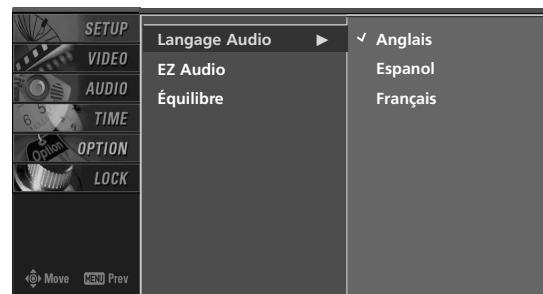 SETUP
VIDEO
AUDIO
TIME
OPTION
LOCK
Move MENU Prev
Langage Audio
EZ Audio
Équilibre
Anglais
Espanol
Français